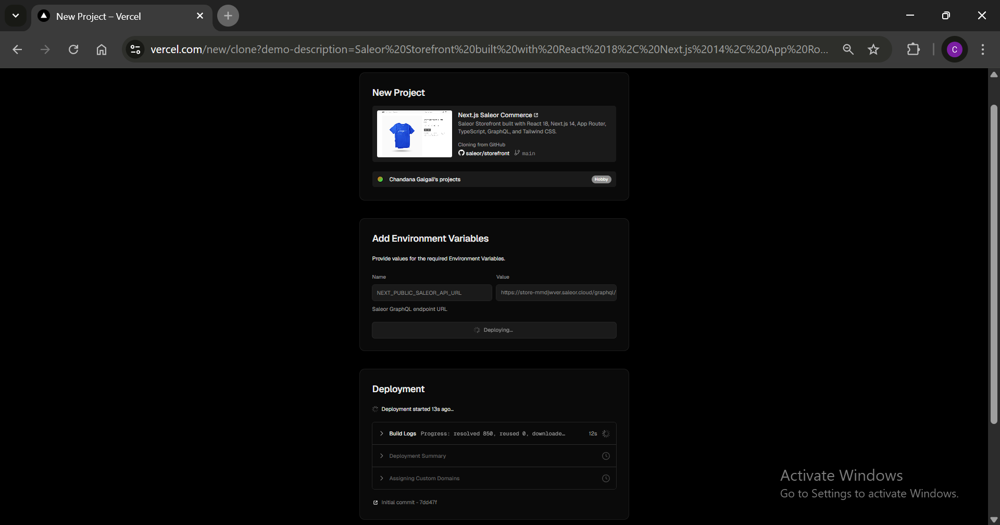 New Project – Vercel
vercel.com/new/clone?demo-description=Saleor%20Storefront%20built%20with%20React%2018%2C%20Next.js%2014%2C%20App%20Ro...
C
New Project
Next.js Saleor Commerce
Saleor Storefront built with React 18, Next.js 14, App Router,
TypeScript, GraphQL, and Tailwind CSS.
Cloning from GitHub
saleor/storefront main
Chandana Galgali's projects Hobby
Add Environment Variables
Provide values for the required Environment Variables.
Name Value
NEXT_PUBLIC_SALEOR_API_URL https://store-mmdjwver.saleor.cloud/graphql/
Saleor GraphQL endpoint URL
Deploying...
Deployment
Deployment started 13s ago...
Build Logs Progress: resolved 850, reused 0, downloade… 12s
Deployment Summary
Assigning Custom Domains
Initial commit - 7dd47f
Activate Windows
Go to Settings to activate Windows.